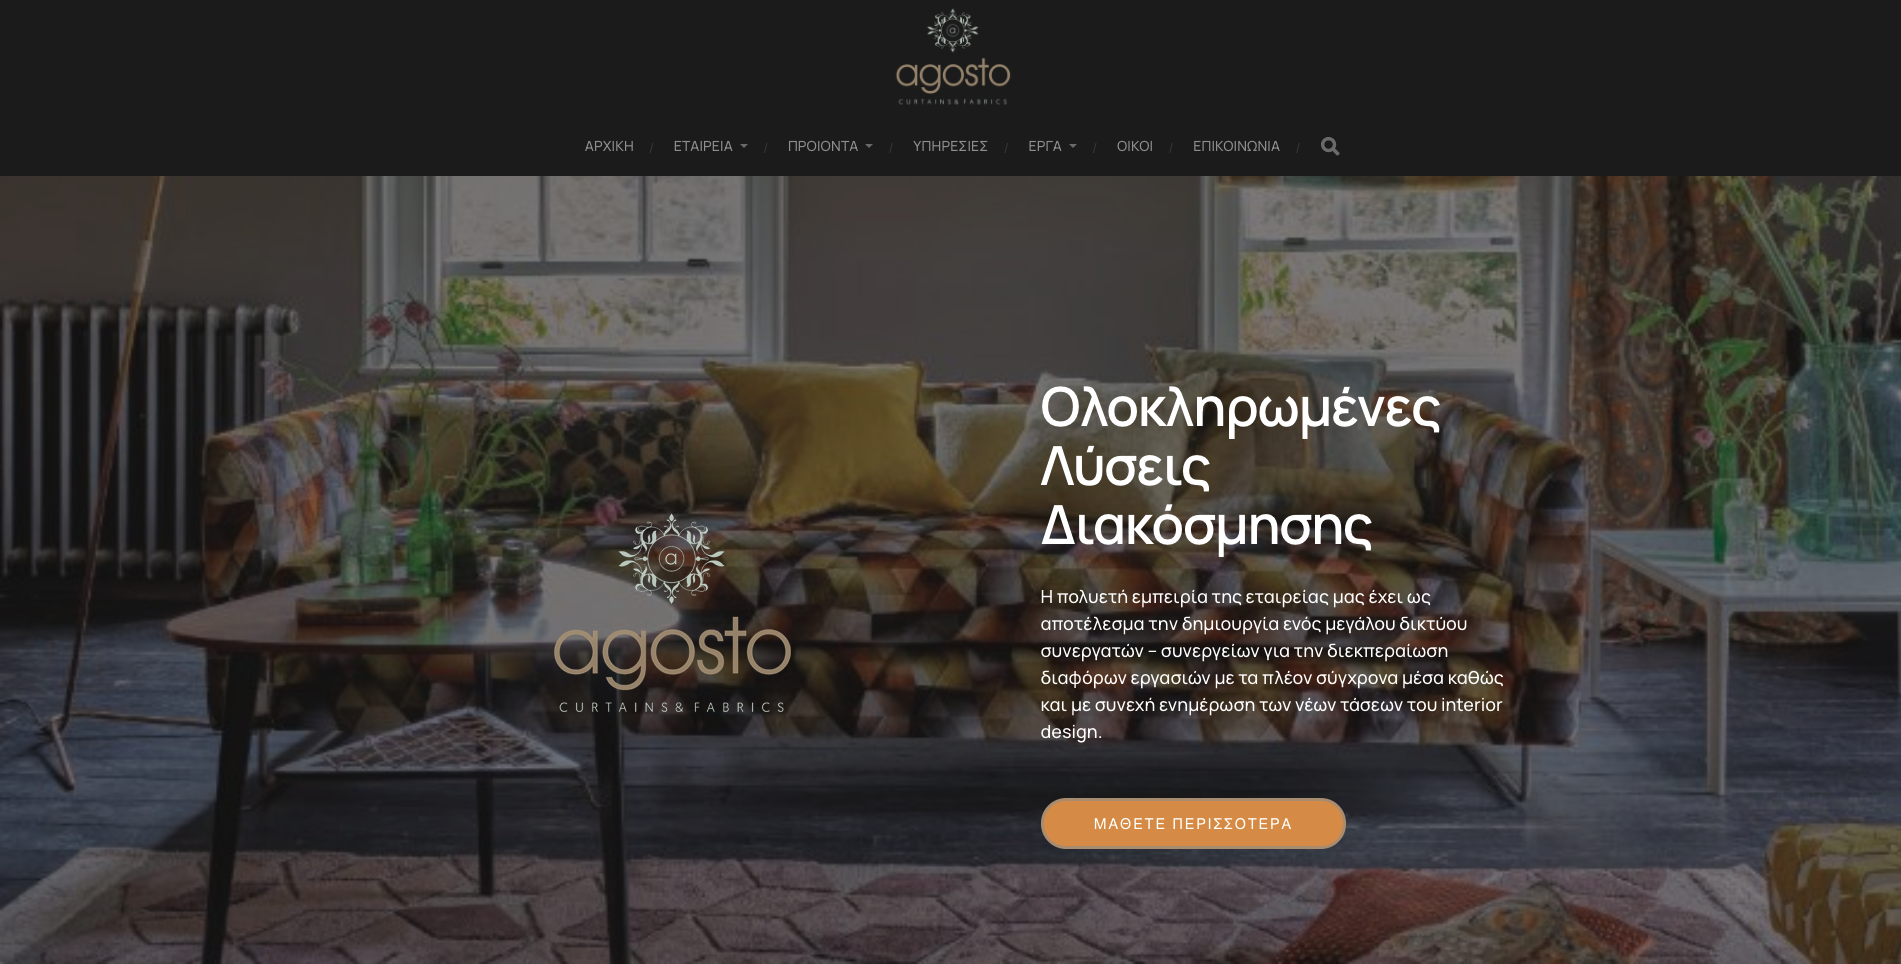 a
agosto
CURTAINS & FABRICS
ΑΡΧΙΚΗ / ΕΤΑΙΡΕΙΑ / ΠΡΟΙΟΝΤΑ / ΥΠΗΡΕΣΙΕΣ / ΕΡΓΑ / ΟΙΚΟΙ / ΕΠΙΚΟΙΝΩΝΙΑ /
Ολοκληρωμένες
Λύσεις
Διακόσμησης
a
agosto
CURTAINS & FABRICS
Η πολυετή εμπειρία της εταιρείας μας έχει ως
αποτέλεσμα την δημιουργία ενός μεγάλου δικτύου
συνεργατών – συνεργείων για την διεκπεραίωση
διαφόρων εργασιών με τα πλέον σύγχρονα μέσα καθώς
και με συνεχή ενημέρωση των νέων τάσεων του interior
design.
ΜΑΘΕΤΕ ΠΕΡΙΣΣΟΤΕΡΑ